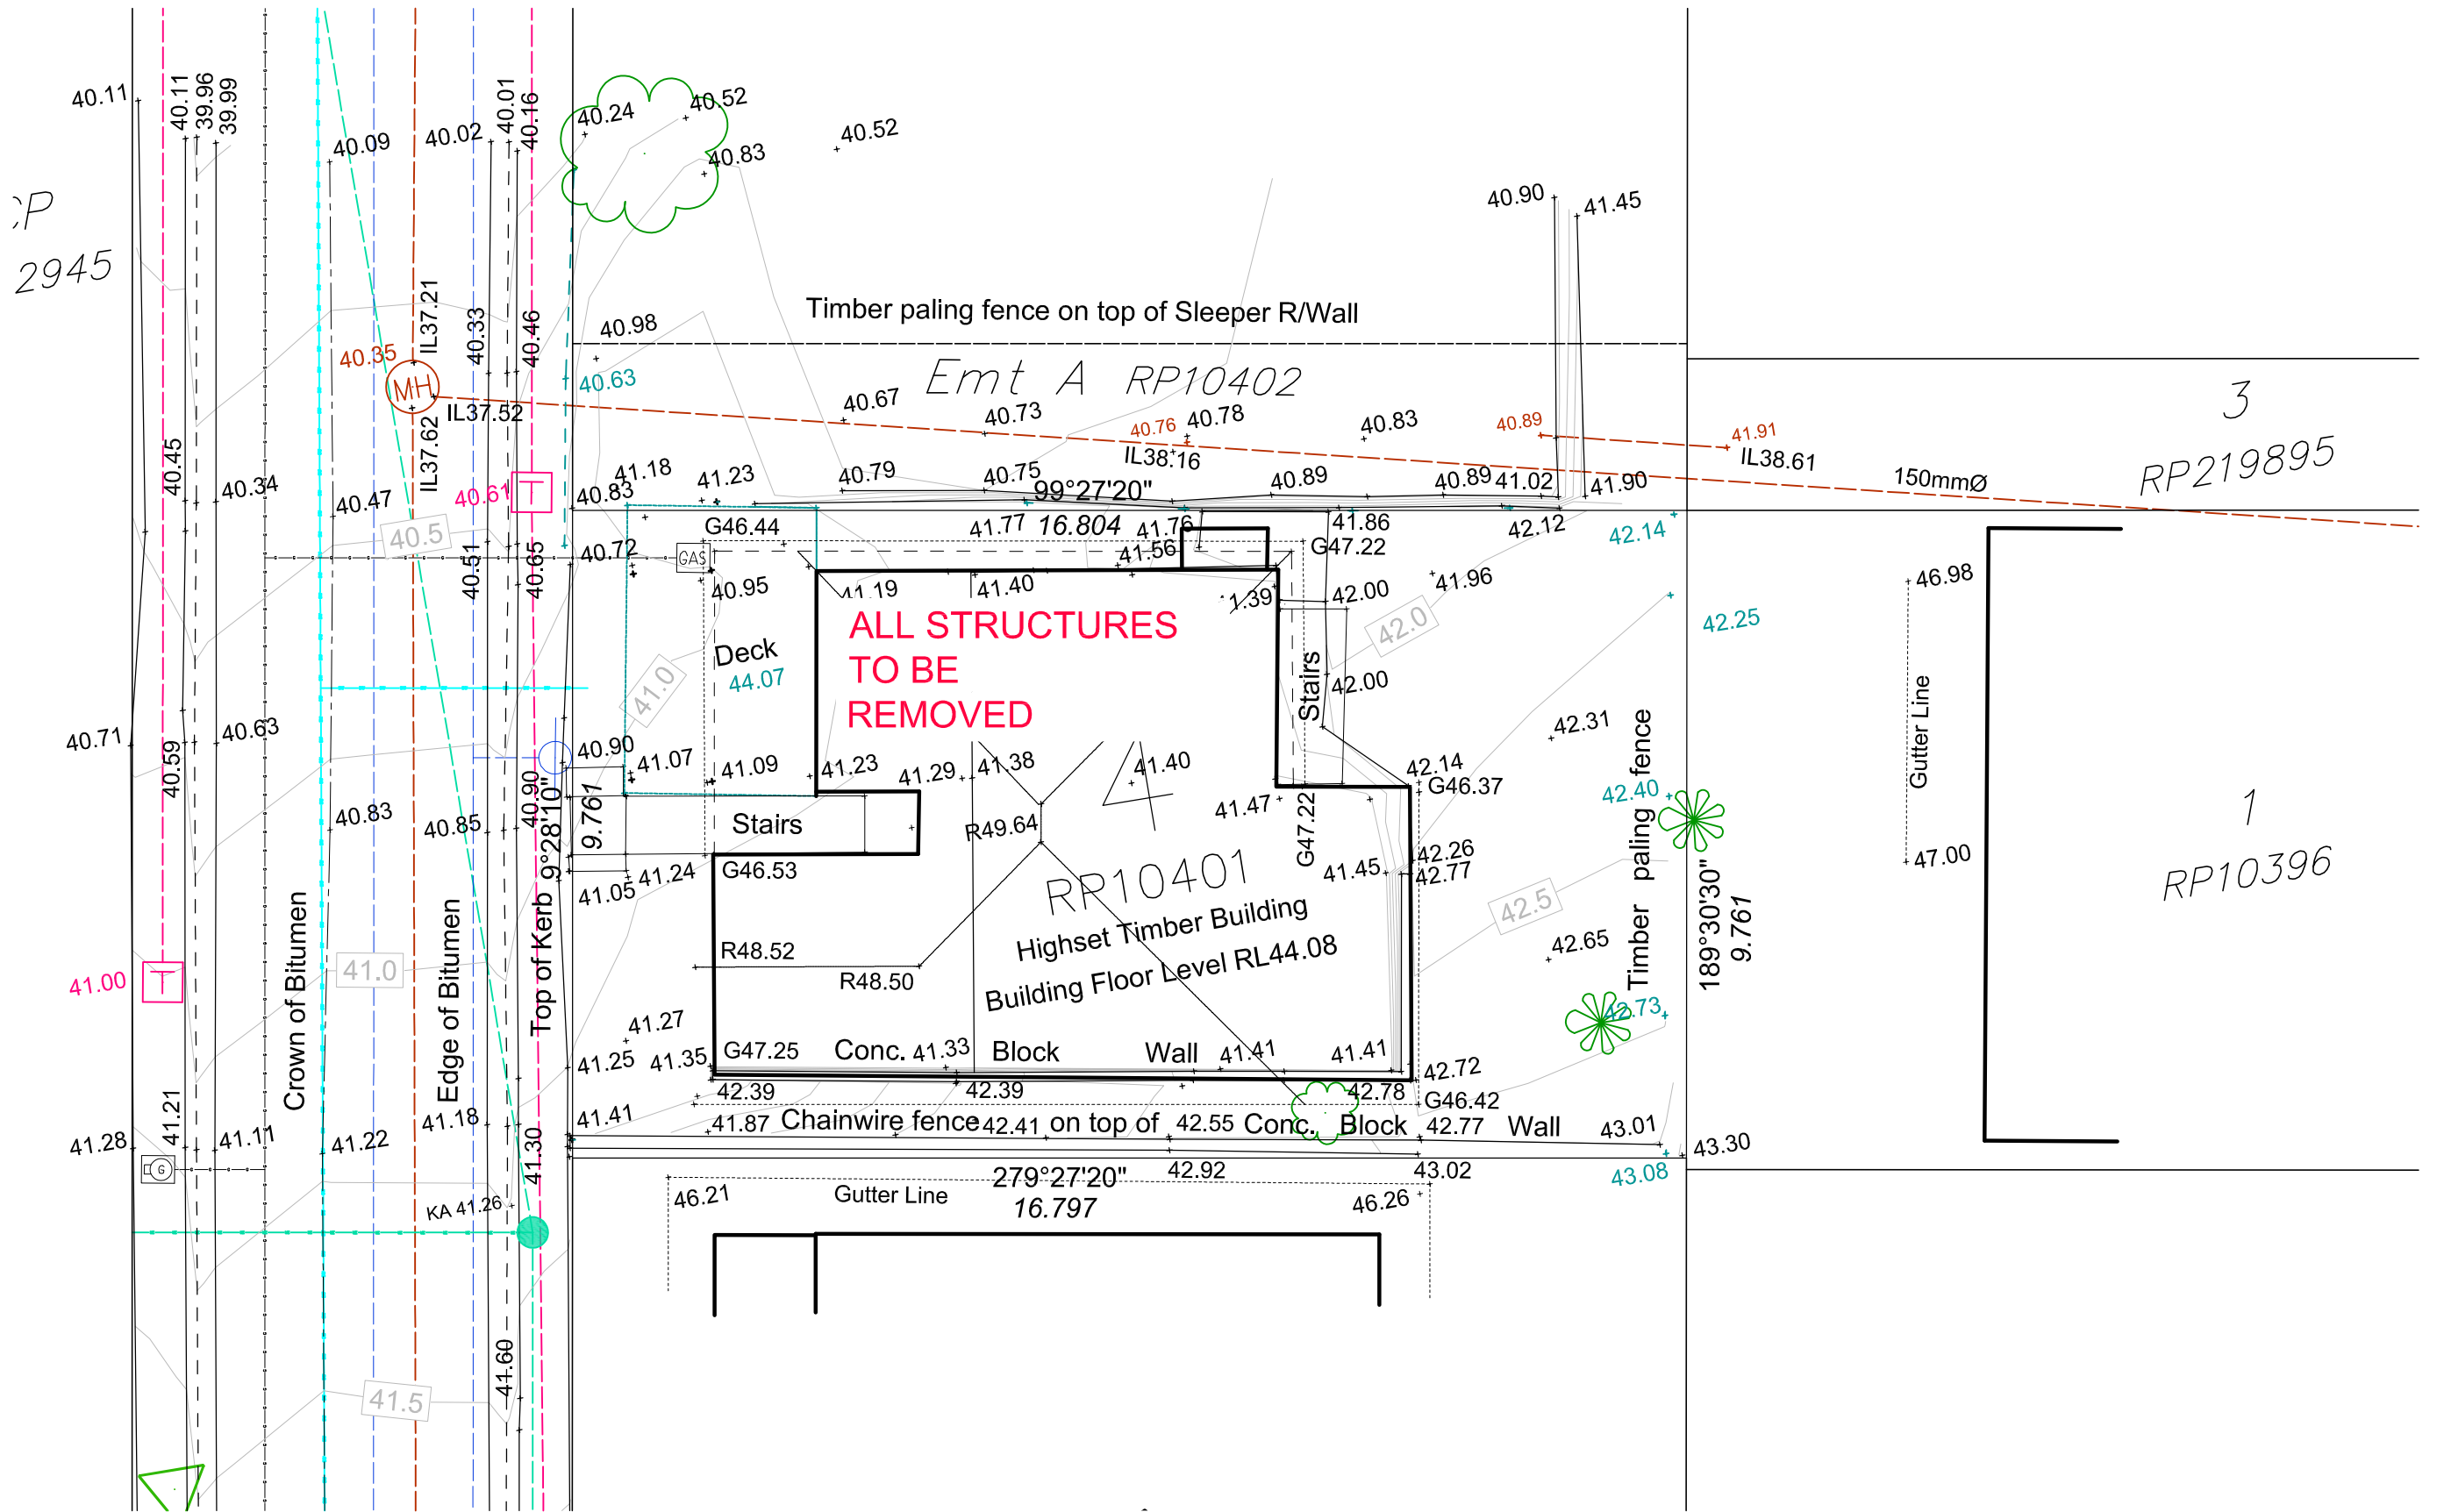 40.11
40.11
39.96
39.99
40.09
40.02
40.01
40.16
40.24
40.52
40.83
40.52
40.90
41.45
2945
IL37.21
40.33
40.46
40.98
Timber paling fence on top of Sleeper R/Wall
40.35
MH
IL37.52
IL37.62
40.63
Emt A RP10402
40.67
40.73
40.76
40.78
40.83
40.89
41.91
IL38.16
IL38.61
150mmØ
3
RP219895
40.45
40.34
40.47
40.61
T
40.83
41.18
41.23
40.79
40.75
99°27'20"
40.89
40.89
41.02
41.90
40.5
40.51
40.65
40.72
GAS
G46.44
41.77
16.804
41.76
41.86
42.12
42.14
41.56
G47.22
40.95
41.19
41.40
42.00
41.96
42.0
42.25
46.98
ALL STRUCTURES
TO BE
REMOVED
Deck
44.07
41.0
Stairs
42.00
42.31
Timber paling fence
Gutter Line
40.71
40.59
40.63
40.90
41.07
41.09
41.23
41.29
41.38
41.40
42.14
G46.37
42.40
1
RP10396
47.00
40.83
40.85
40.90
9°28'10"
9.761
Stairs
R49.64
4
41.47
G47.22
42.26
42.77
41.45
G46.53
41.24
41.05
RP10401
Highset Timber Building
Building Floor Level RL44.08
42.5
42.65
189°30'30"
9.761
R48.52
R48.50
41.00
T
Crown of Bitumen
41.0
Edge of Bitumen
Top of Kerb
42.73
41.27
41.25
41.35
G47.25
Conc. 41.33 Block Wall 41.41
41.41
42.72
42.39
42.39
42.78
G46.42
41.28
41.21
41.11
41.22
41.18
41.30
41.41
41.87
Chainwire fence 42.41 on top of 42.55 Conc. Block 42.77 Wall
43.01
43.30
43.08
G
KA 41.26
46.21
Gutter Line
279°27'20"
16.797
42.92
43.02
46.26
41.60
41.5